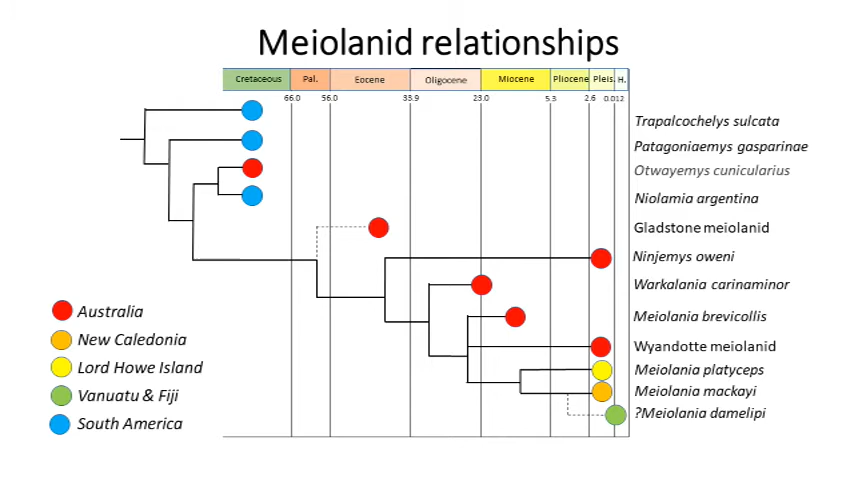 Meiolanid relationships
Cretaceous Pal. Eocene Oligocene Miocene Pliocene Pleis. H.
66.0 56.0 33.9 23.0 5.3 2.6 0.012
Trapalcochelys sulcata
Patagoniaemys gasparinae
Otwayemys cunicularius
Niolamia argentina
Gladstone meiolanid
Ninjemys oweni
Warkalania carinaminor
Meiolania brevicollis
Wyandotte meiolanid
Meiolania platyceps
Meiolania mackayi
?Meiolania damelipi
Australia
New Caledonia
Lord Howe Island
Vanuatu & Fiji
South America